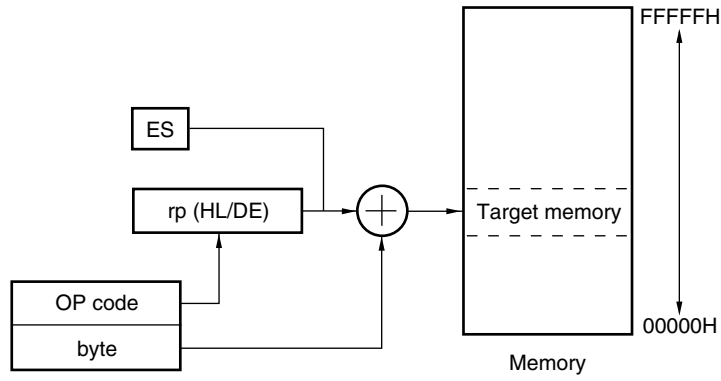 FFFFFH
ES
rp (HL/DE)
Target memory
OP code
byte
00000H
Memory